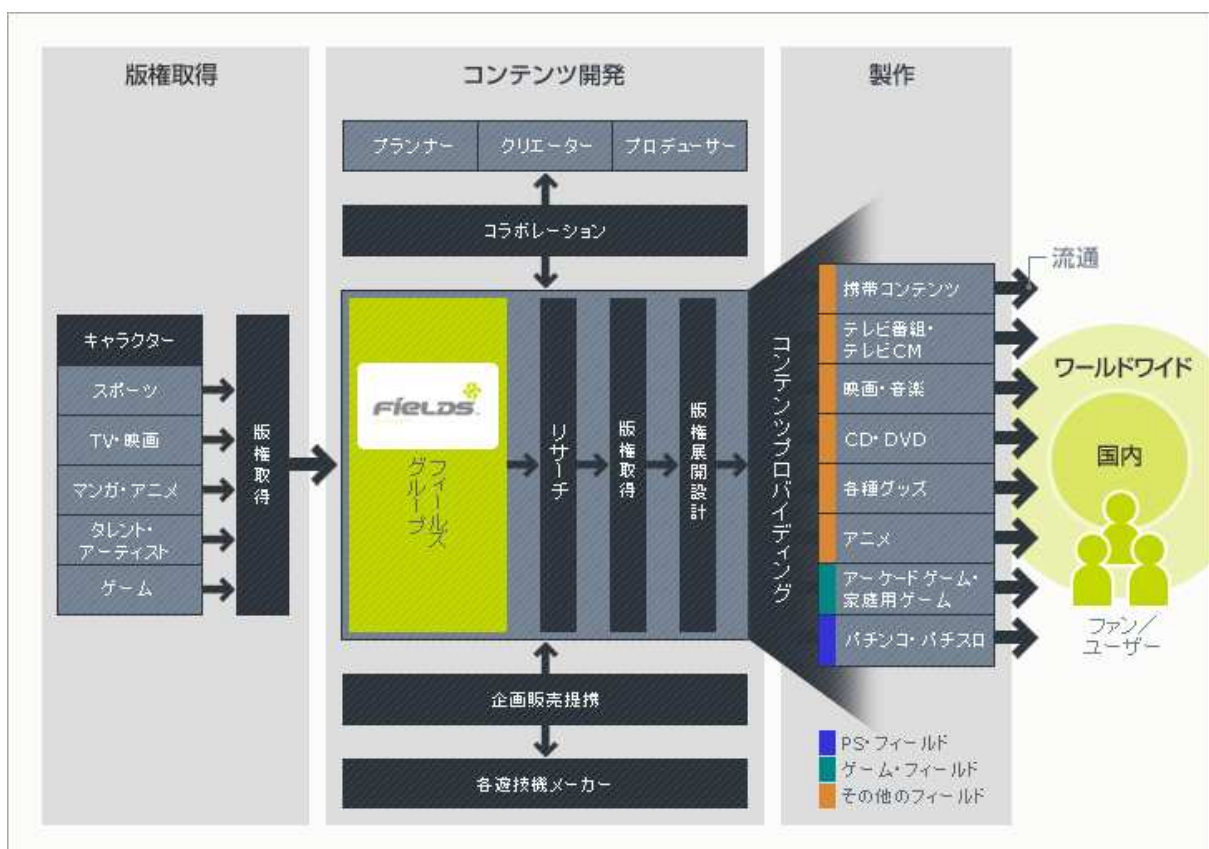 版権取得
コンテンツ開発
製作
プランナー
クリエーター
プロデューサー
コラボレーション
キャラクター
スポーツ
TV・映画
マンガ・アニメ
タレント・
アーティスト
ゲーム
版権取得
FIELDS
フィールズ
グループ
リサーチ
版権取得
版権展開設計
コンテンツプロバイディング
携帯コンテンツ
テレビ番組・
テレビCM
映画・音楽
CD・DVD
各種グッズ
アニメ
アーケードゲーム・
家庭用ゲーム
パチンコ・パチスロ
流通
ワールドワイド
国内
ファン／
ユーザー
企画販売提携
各遊技機メーカー
PS・フィールド
ゲーム・フィールド
その他のフィールド